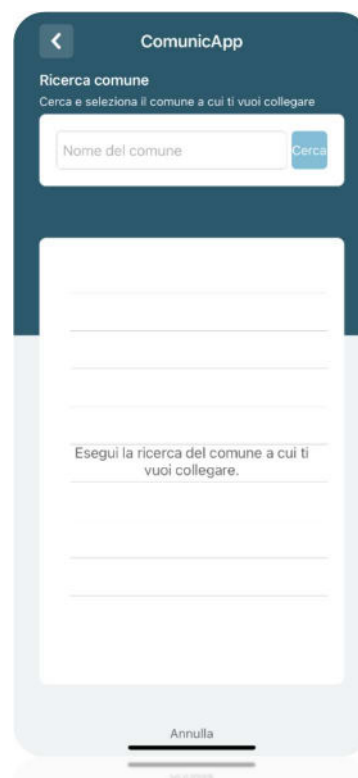 ComunicApp
Ricerca comune
Cerca e seleziona il comune a cui ti vuoi collegare
Nome del comune
Cerca
Esegui la ricerca del comune a cui ti
vuoi collegare.
Annulla